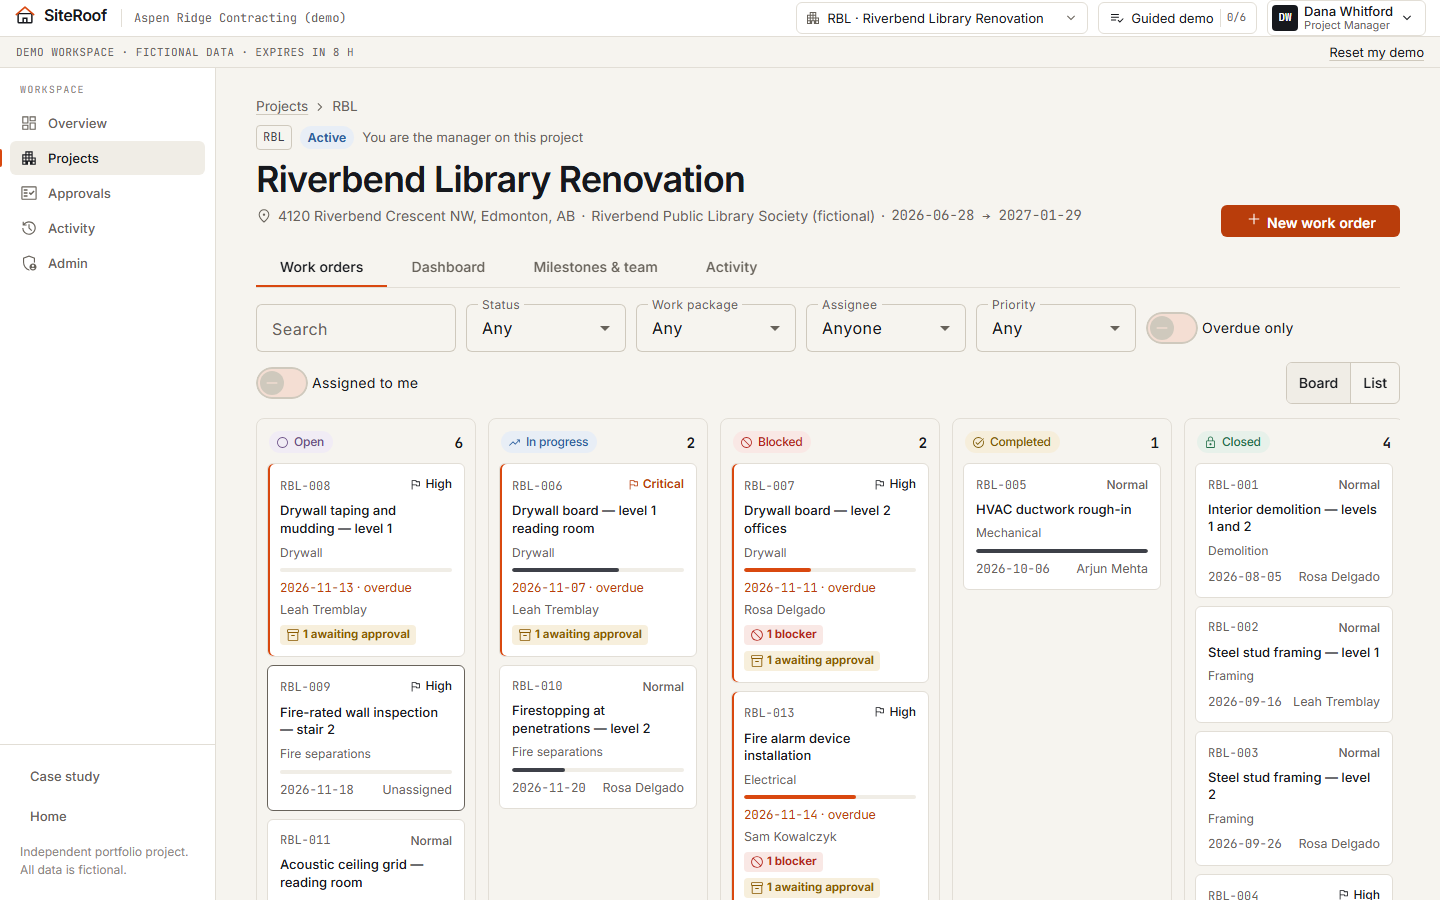 SiteRoof
Aspen Ridge Contracting (demo)
RBL · Riverbend Library Renovation
Guided demo 0/6
DW
Dana Whitford
Project Manager
DEMO WORKSPACE · FICTIONAL DATA · EXPIRES IN 8 H
Reset my demo
WORKSPACE
Overview
Projects
Approvals
Activity
Admin
Case study
Home
Independent portfolio project.
All data is fictional.
Projects > RBL
RBL Active You are the manager on this project
Riverbend Library Renovation
4120 Riverbend Crescent NW, Edmonton, AB · Riverbend Public Library Society (fictional) · 2026-06-28 → 2027-01-29
+ New work order
Work orders
Dashboard
Milestones & team
Activity
Search
Status
Any
Work package
Any
Assignee
Anyone
Priority
Any
Overdue only
Assigned to me
Board
List
Open 6
RBL-008 High
Drywall taping and
mudding — level 1
Drywall
2026-11-13 · overdue
Leah Tremblay
1 awaiting approval
RBL-009 High
Fire-rated wall inspection
— stair 2
Fire separations
2026-11-18 Unassigned
RBL-011 Normal
Acoustic ceiling grid —
reading room
In progress 2
RBL-006 Critical
Drywall board — level 1
reading room
Drywall
2026-11-07 · overdue
Leah Tremblay
1 awaiting approval
RBL-010 Normal
Firestopping at
penetrations — level 2
Fire separations
2026-11-20 Rosa Delgado
Blocked 2
RBL-007 High
Drywall board — level 2
offices
Drywall
2026-11-11 · overdue
Rosa Delgado
1 blocker
1 awaiting approval
RBL-013 High
Fire alarm device
installation
Electrical
2026-11-14 · overdue
Sam Kowalczyk
1 blocker
1 awaiting approval
Completed 1
RBL-005 Normal
HVAC ductwork rough-in
Mechanical
2026-10-06 Arjun Mehta
Closed 4
RBL-001 Normal
Interior demolition — levels
1 and 2
Demolition
2026-08-05 Rosa Delgado
RBL-002 Normal
Steel stud framing — level 1
Framing
2026-09-16 Leah Tremblay
RBL-003 Normal
Steel stud framing — level
2
Framing
2026-09-26 Rosa Delgado
RBL-004 High